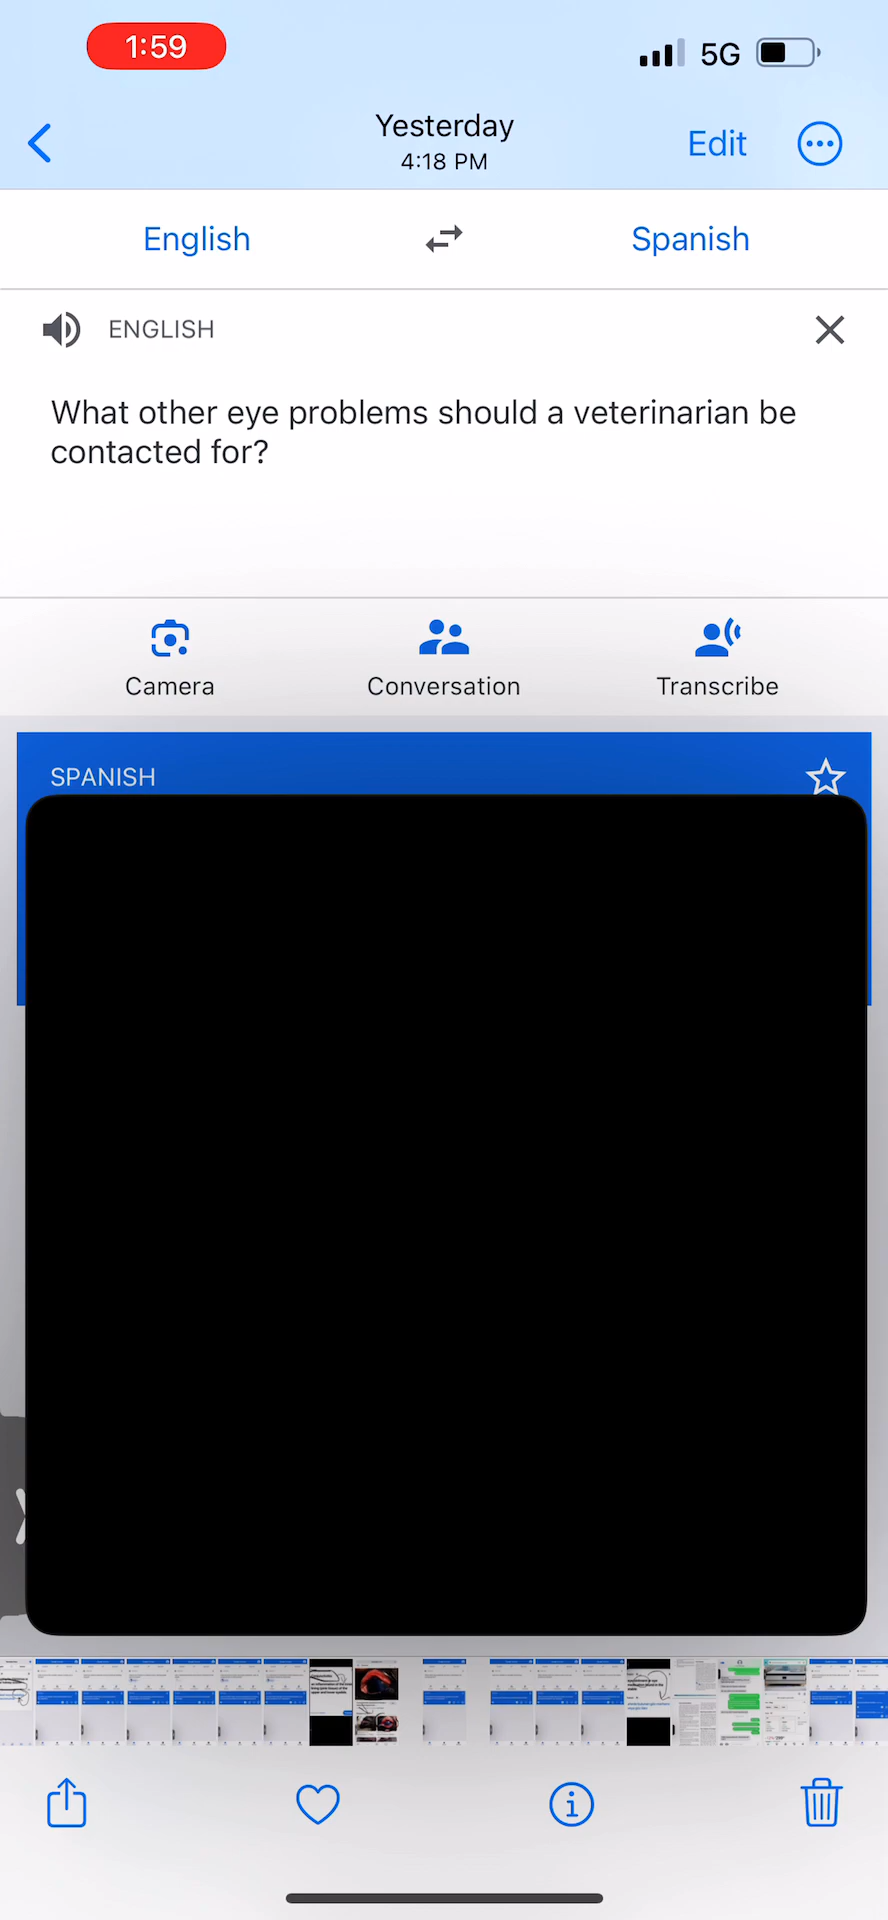 1:59
5G
Yesterday
4:18 PM
Edit
English
Spanish
ENGLISH
What other eye problems should a veterinarian be
contacted for?
Camera
Conversation
Transcribe
SPANISH